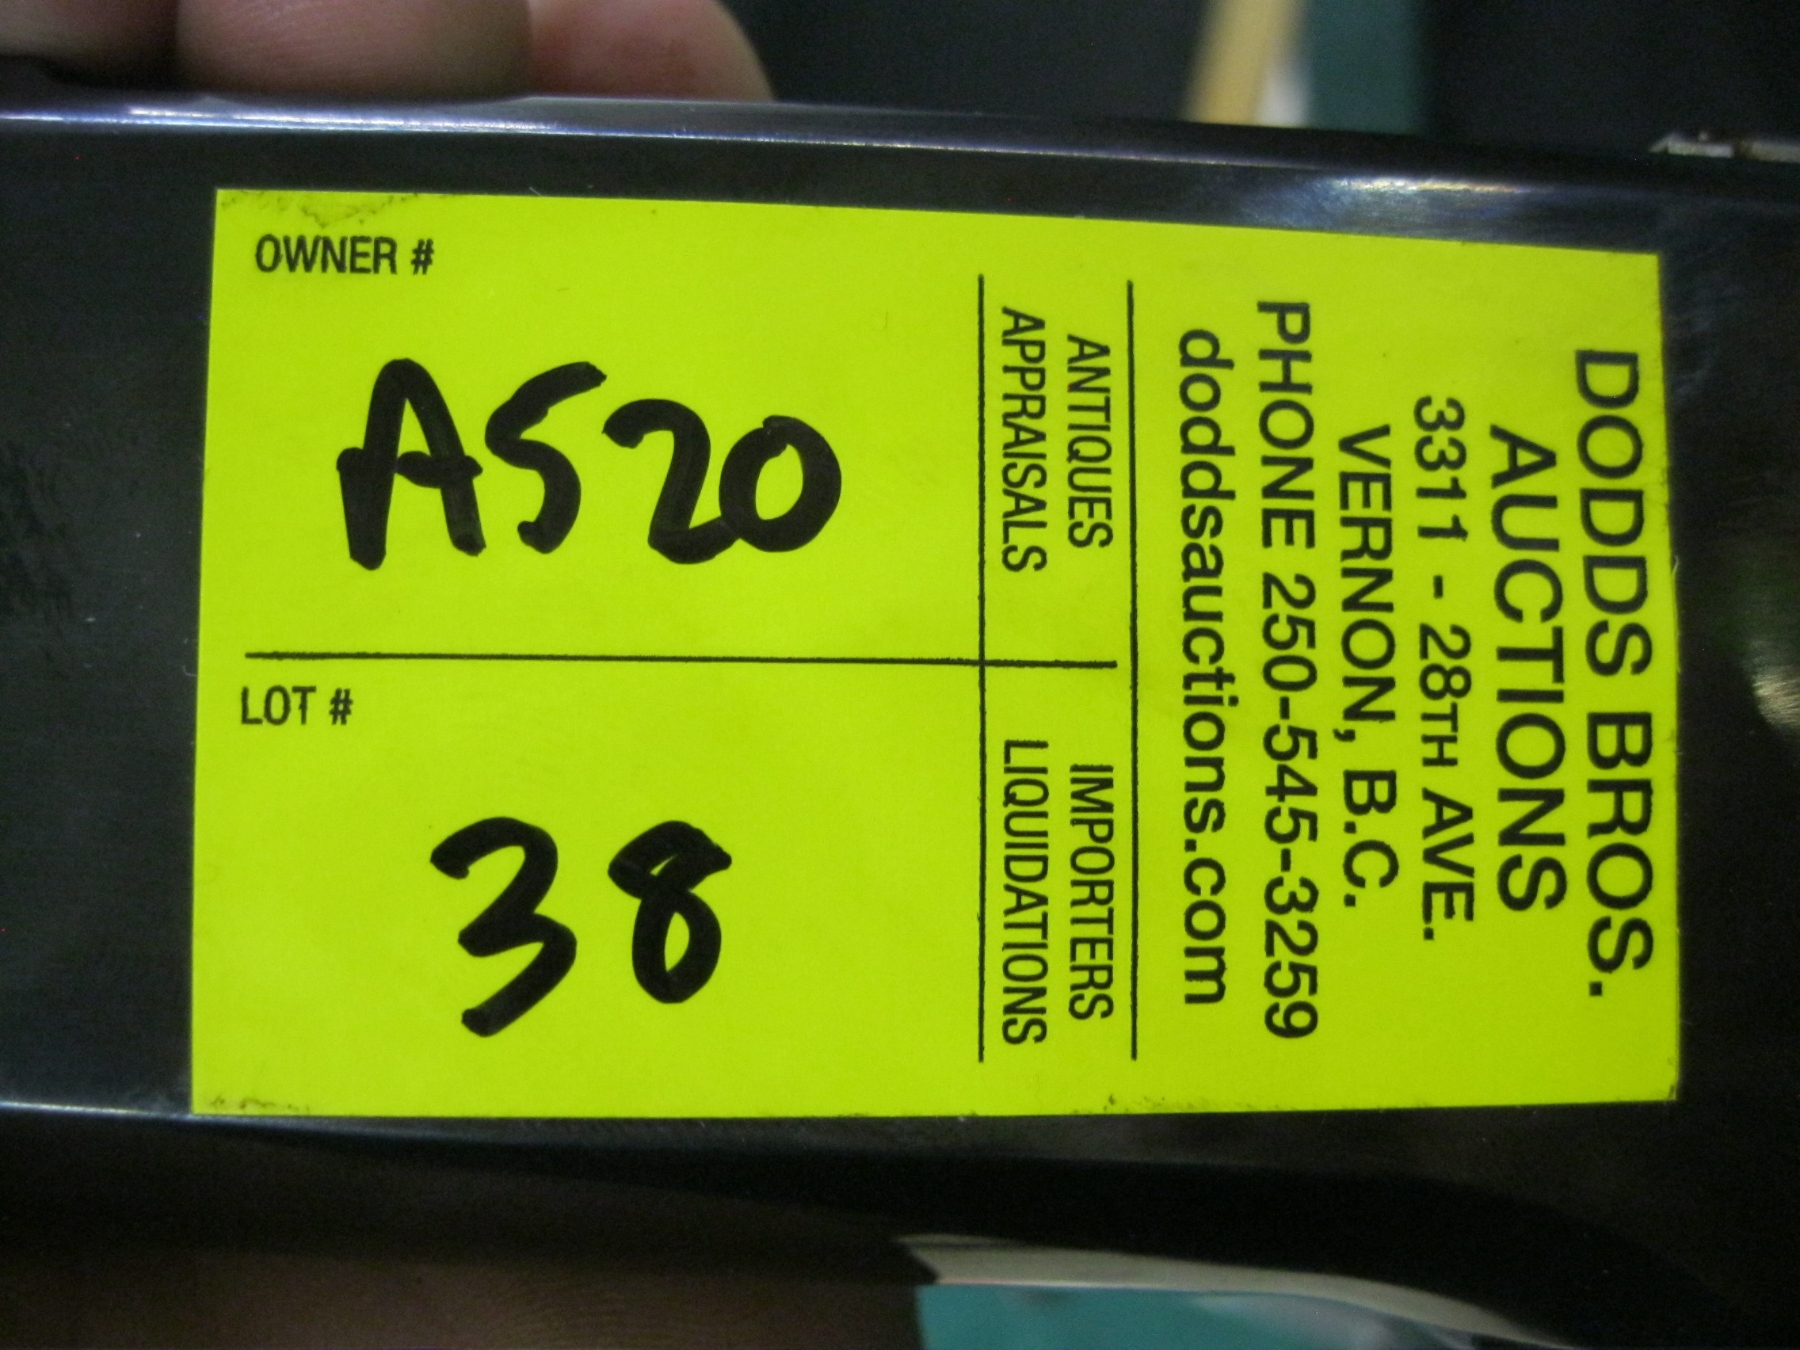 OWNER #
A520
LOT #
38
ANTIQUES
APPRAISALS
IMPORTERS
LIQUIDATIONS
DODDS BROS.
AUCTIONS
3311 - 28TH AVE.
VERNON, B.C.
PHONE 250-545-3259
doddsauctions.com